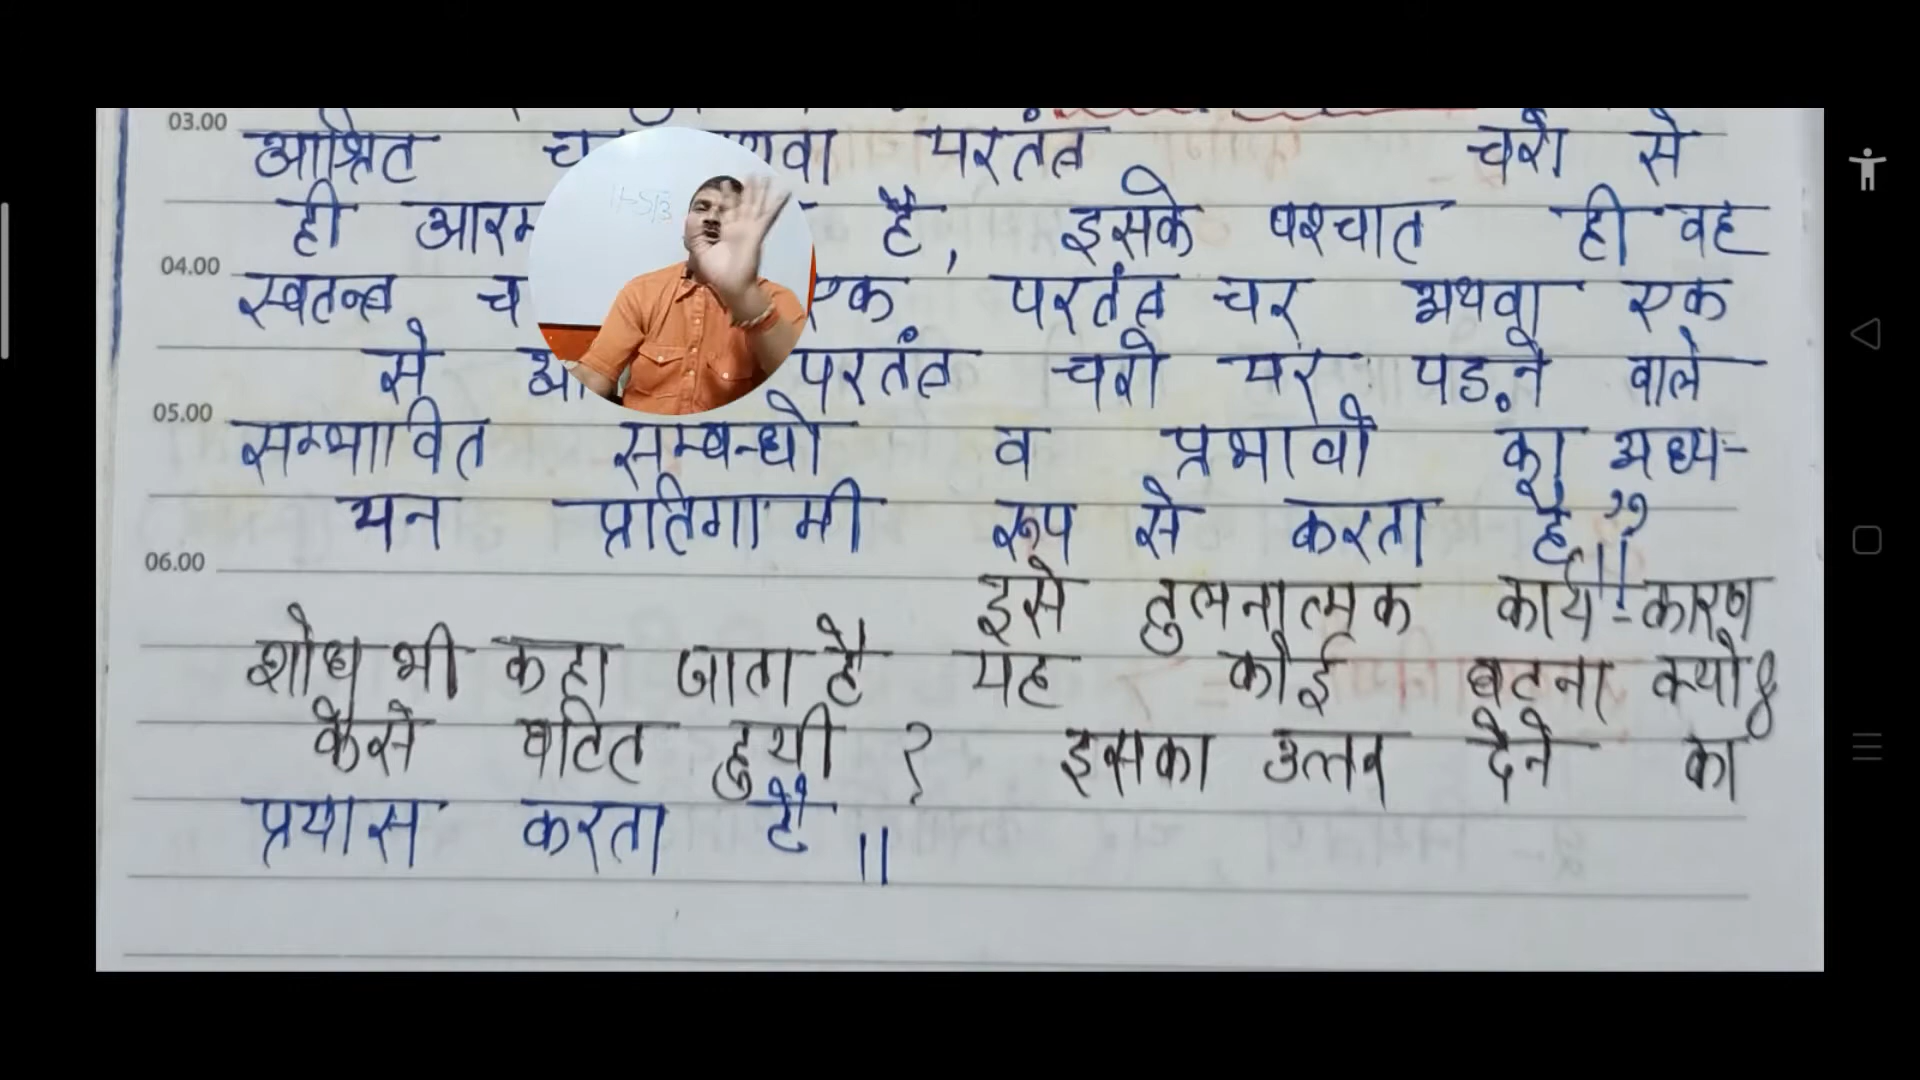 03.00
आश्रित परतंत्र चरो से
ही है, इसके पश्चात ही वह
04.00
स्वतन्त्र एक परतंत्र चर अथवा एक
से परतंत्र चरो पर पड़ने वाले
05.00
सम्भावित सम्बन्धो व प्रभावो का अध्य-
यन प्रतिगामी रूप से करता है"॥
06.00
इसे तुलनात्मक कार्य-कारण
शोध भी कहा जाता है यह कोई घटना क्यो &
कैसे घटित हुयी ? इसका उत्तर देने का
प्रयास करता है ॥